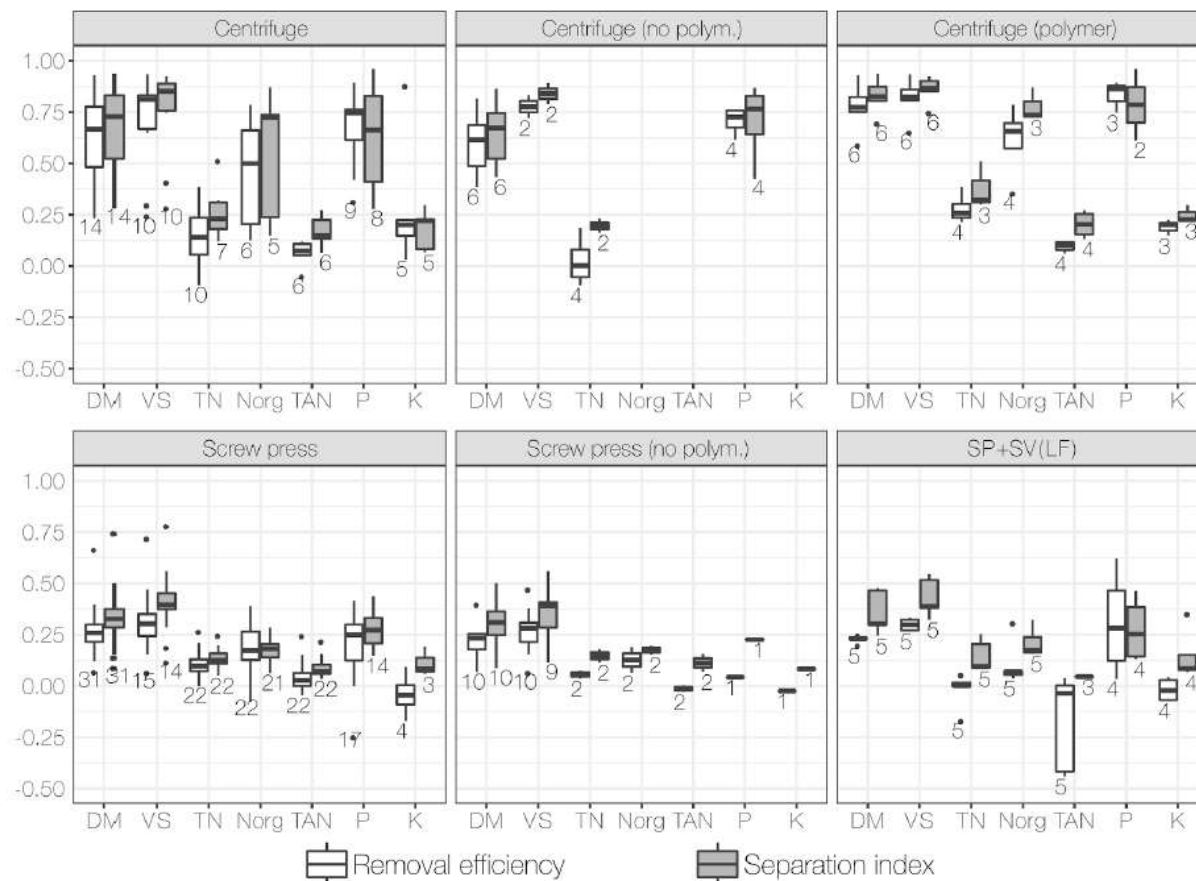 Centrifuge Centrifuge (no polym.) Centrifuge (polymer)
1.00
0.75
0.50
0.25
0.00
-0.25
-0.50
14 14 10 10 10 7 6 5 6 6 9 8 5 5
6 6 2 2 4 2 4 4
6 6 6 6 4 3 4 3 4 4 3 2 3 3
DM VS TN Norg TAN P K DM VS TN Norg TAN P K DM VS TN Norg TAN P K
Screw press Screw press (no polym.) SP+SV(LF)
1.00
0.75
0.50
0.25
0.00
-0.25
-0.50
31 31 15 14 22 22 22 21 22 22 17 14 4 3
10 10 10 9 2 2 2 2 2 2 1 1 1 1
5 5 5 5 5 5 5 5 5 3 4 4 4 4
DM VS TN Norg TAN P K DM VS TN Norg TAN P K DM VS TN Norg TAN P K
Removal efficiency Separation index